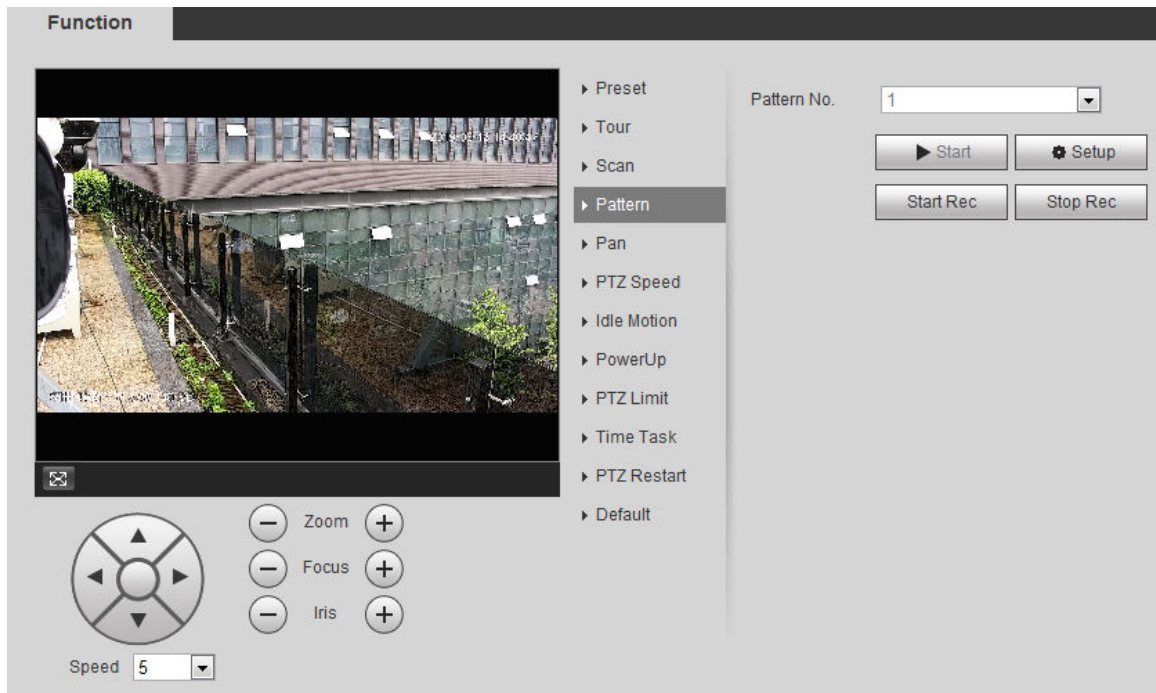 Function
Preset
Tour
Scan
Pattern
Pan
PTZ Speed
Idle Motion
PowerUp
PTZ Limit
Time Task
PTZ Restart
Default
Pattern No. 1
Start Setup
Start Rec Stop Rec
Zoom
Focus
Iris
Speed 5